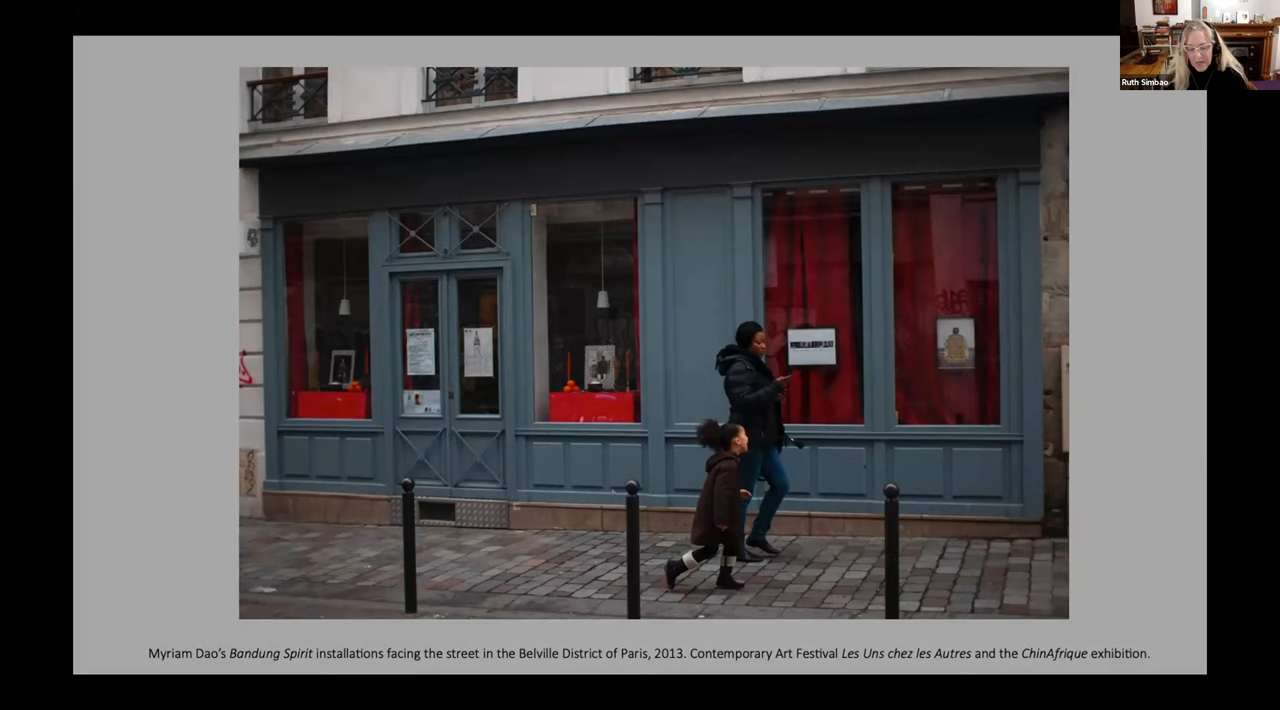 Ruth Simbao
Myriam Dao's Bandung Spirit installations facing the street in the Belville District of Paris, 2013. Contemporary Art Festival Les Uns chez les Autres and the ChinAfrique exhibition.